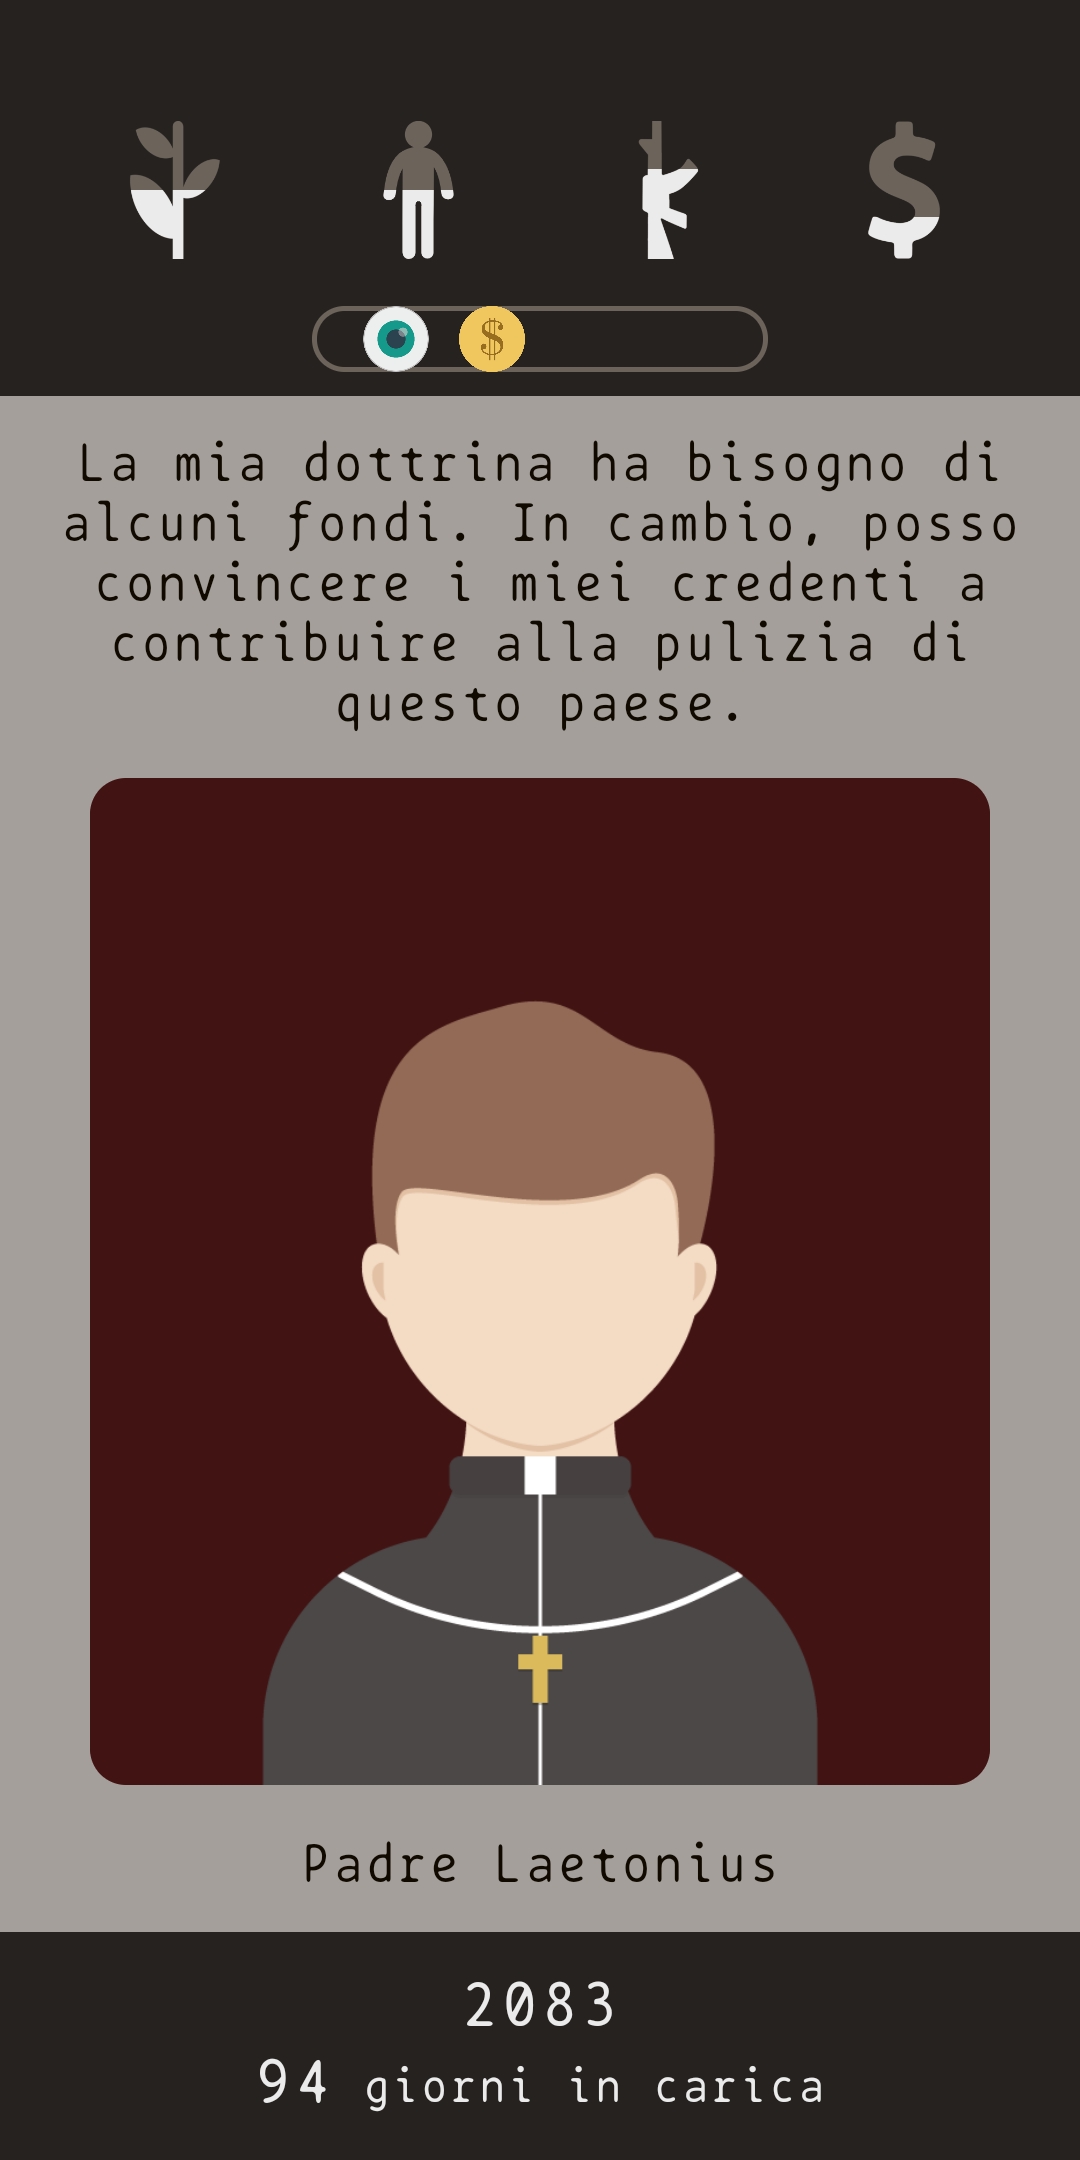 La mia dottrina ha bisogno di
alcuni fondi. In cambio, posso
convincere i miei credenti a
contribuire alla pulizia di
questo paese.
Padre Laetonius
2083
94 giorni in carica